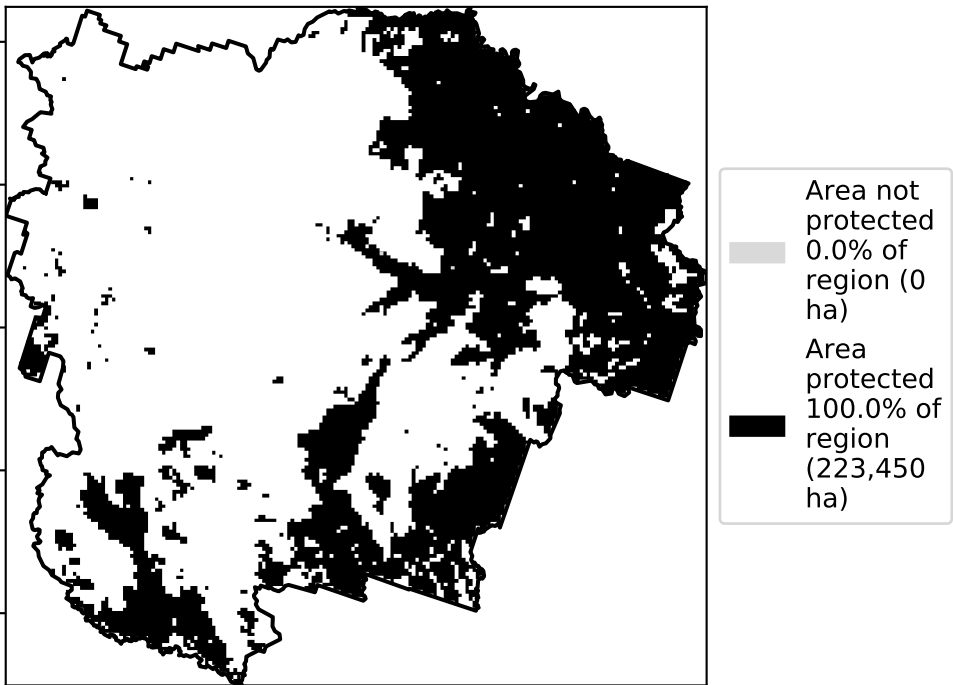 Area not
protected
0.0% of
region (0
ha)
Area
protected
100.0% of
region
(223,450
ha)